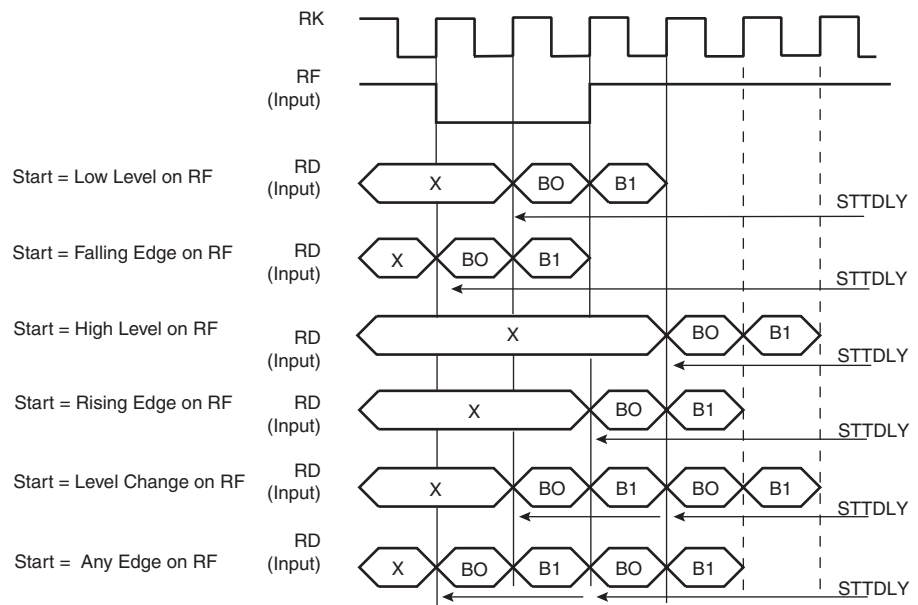 RK
RF
(Input)
Start = Low Level on RF
RD
(Input)
X
BO
B1
STTDLY
Start = Falling Edge on RF
RD
(Input)
X
BO
B1
STTDLY
Start = High Level on RF
RD
(Input)
X
BO
B1
STTDLY
Start = Rising Edge on RF
RD
(Input)
X
BO
B1
STTDLY
Start = Level Change on RF
RD
(Input)
X
BO
B1
BO
B1
STTDLY
Start = Any Edge on RF
RD
(Input)
X
BO
B1
BO
B1
STTDLY